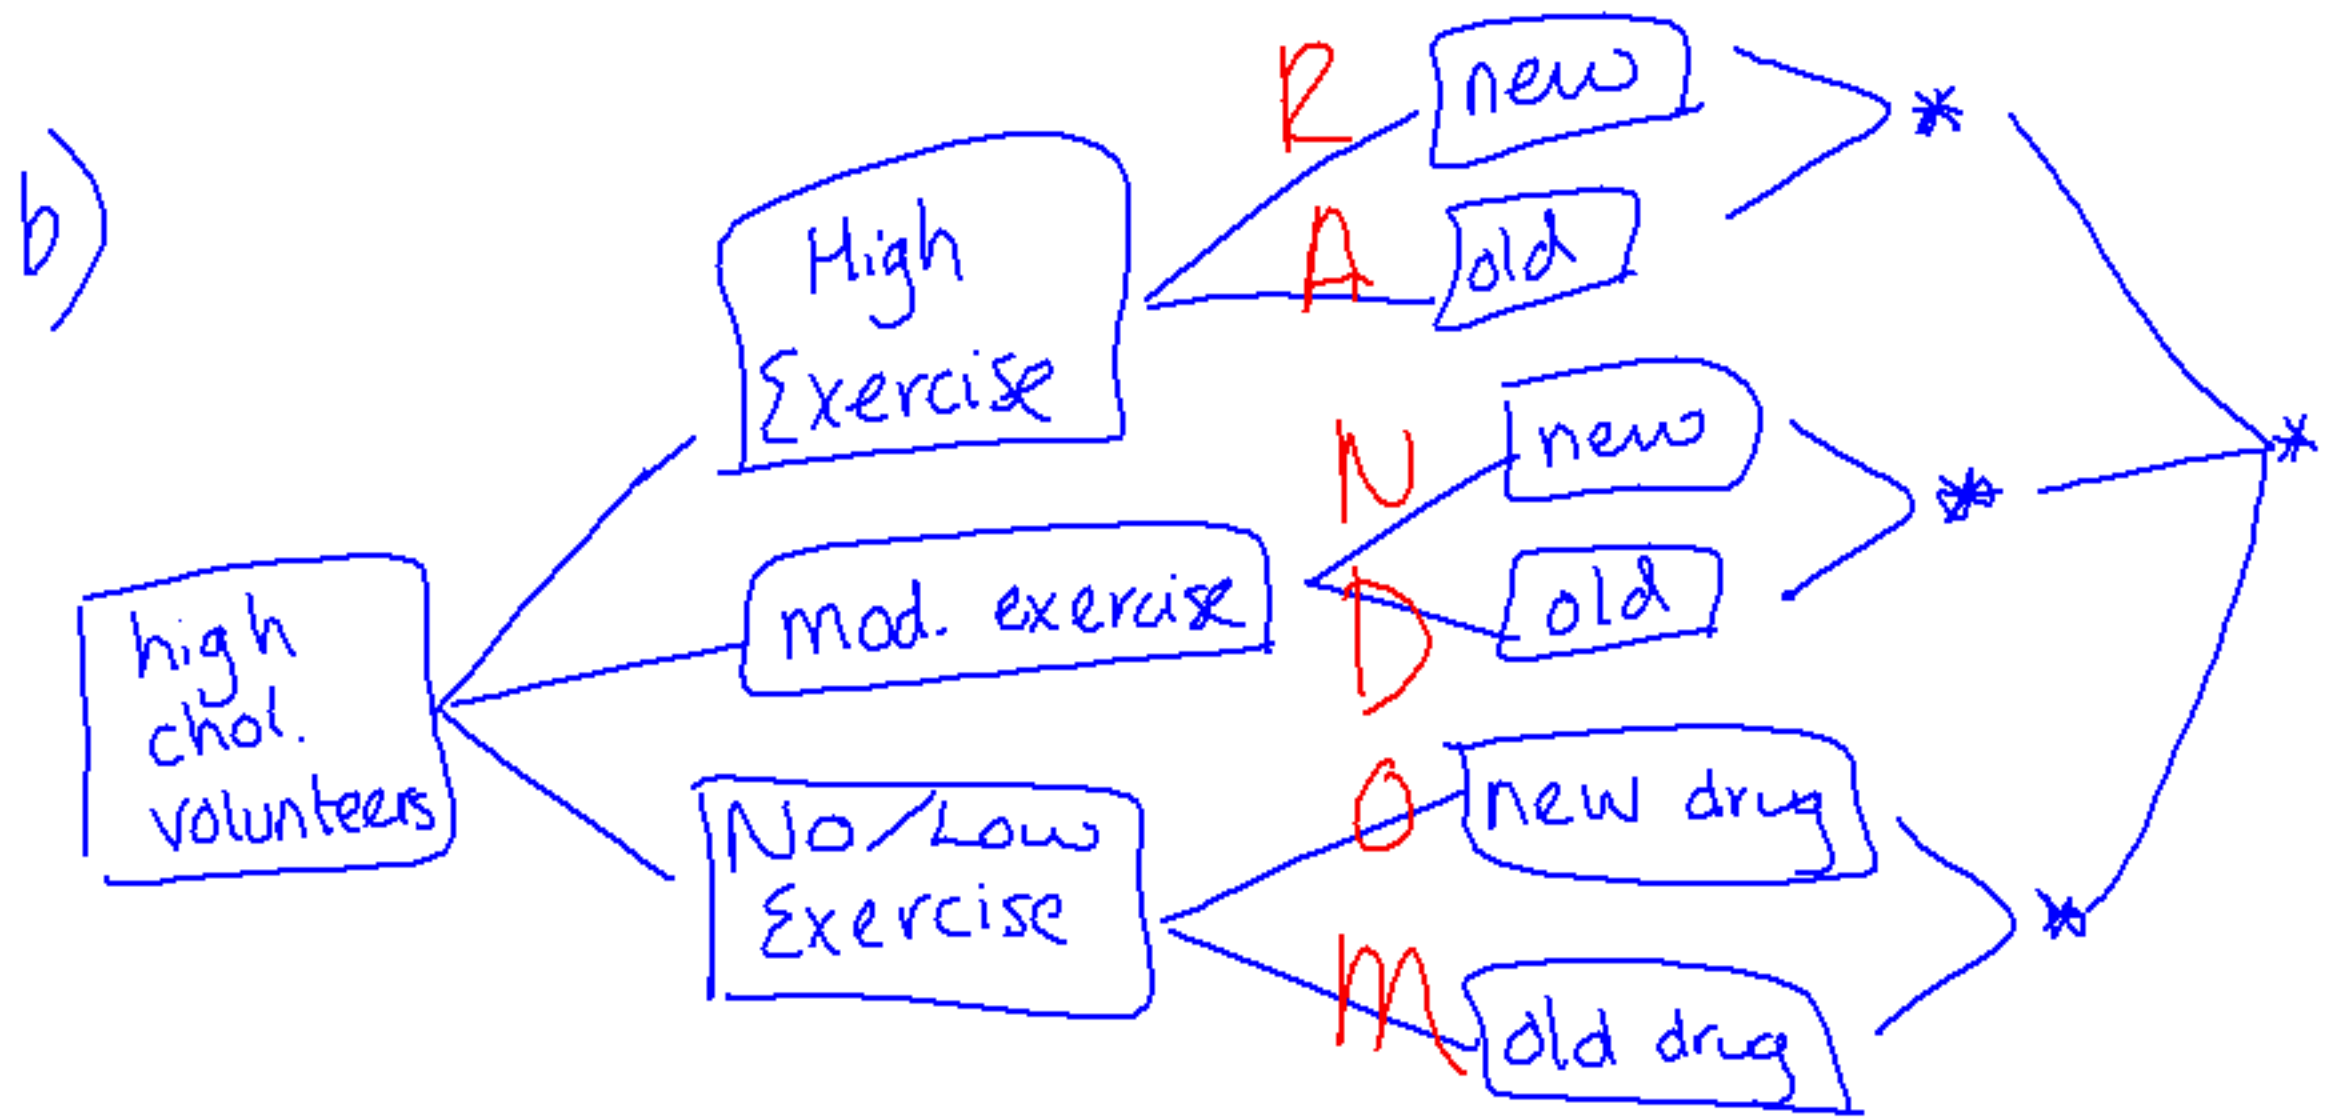 b)
high
chol.
volunteers
High
Exercise
mod. exercise
No/Low
Exercise
R
A
N
D
O
M
new
old
new
old
new drug
old drug
*
*
*
*